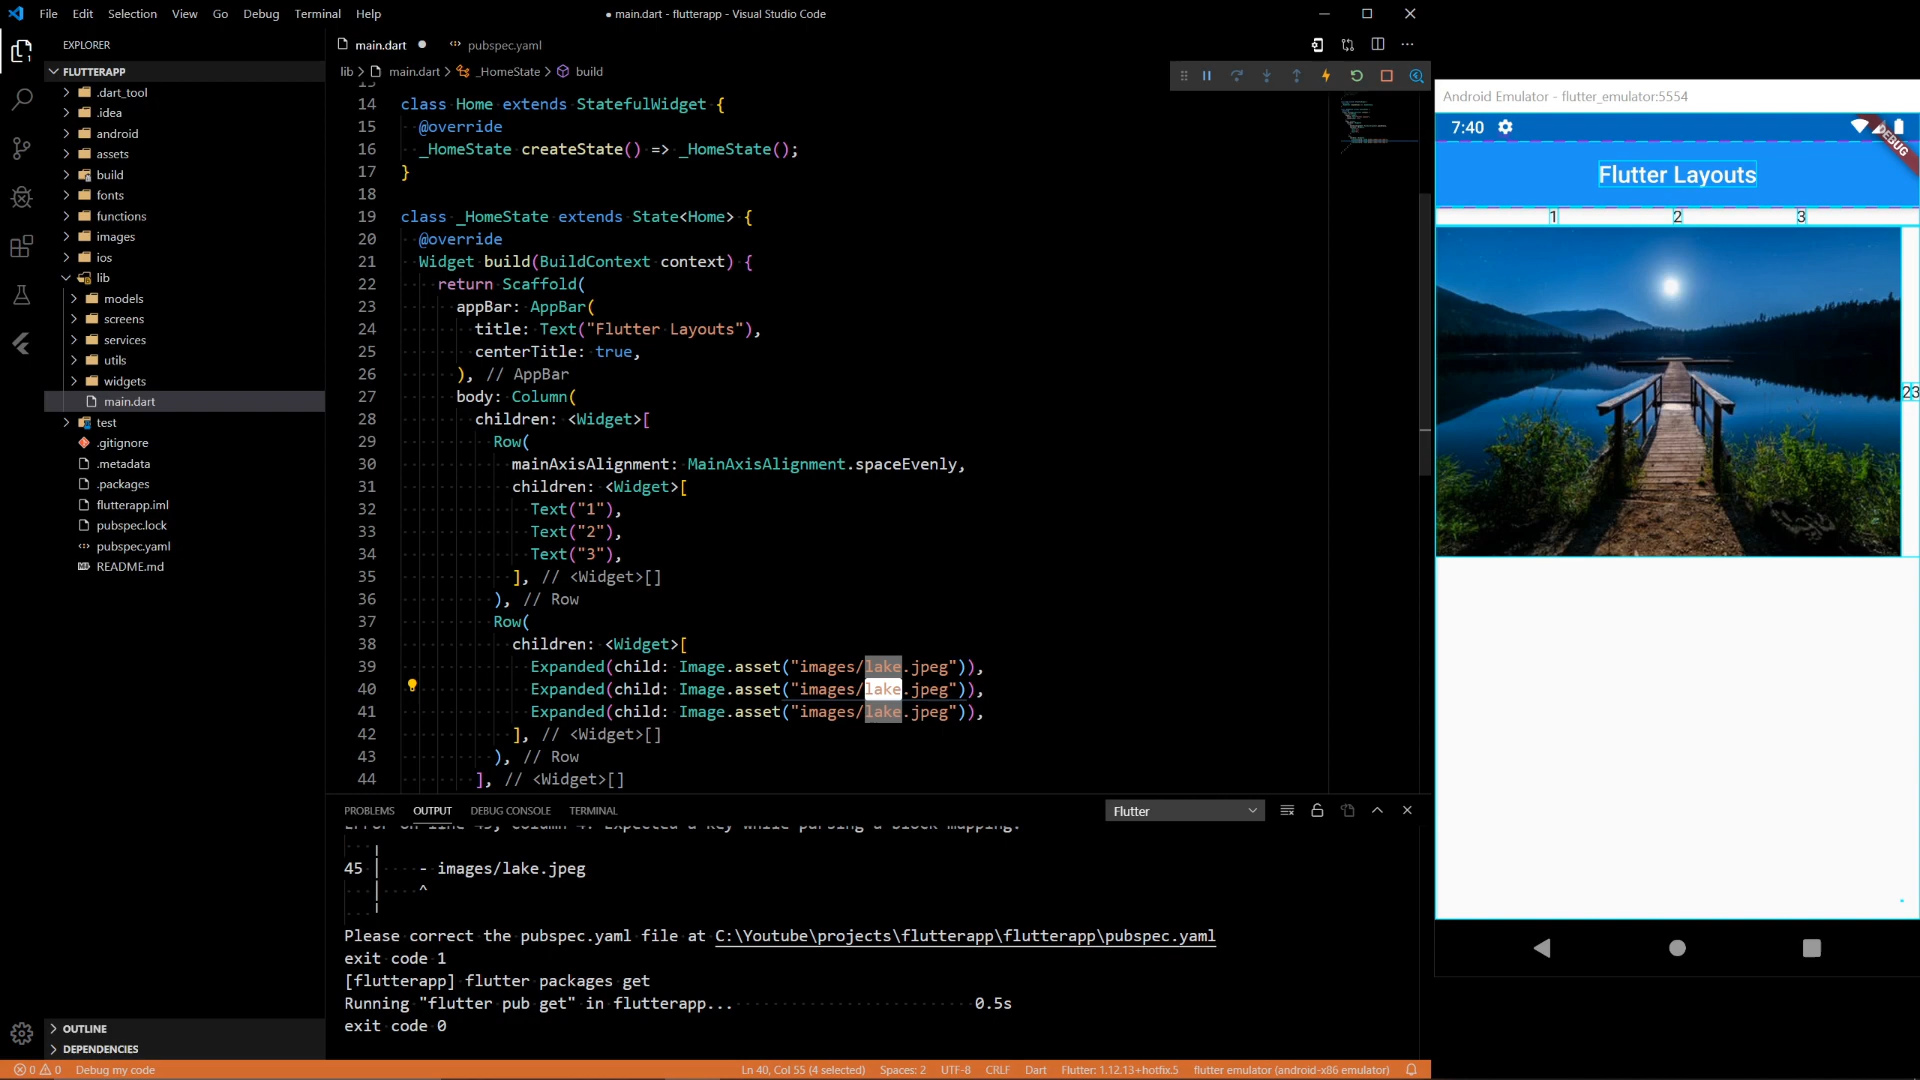 File Edit Selection View Go Debug Terminal Help
● main.dart - flutterapp - Visual Studio Code
EXPLORER
FLUTTERAPP
.dart_tool
.idea
android
assets
build
fonts
functions
images
ios
lib
models
screens
services
utils
widgets
main.dart
test
.gitignore
.metadata
.packages
flutterapp.iml
pubspec.lock
pubspec.yaml
README.md
OUTLINE
DEPENDENCIES
main.dart ● pubspec.yaml
lib > main.dart > _HomeState > build
14 class Home extends StatefulWidget {
15 @override
16 _HomeState createState() => _HomeState();
17 }
18
19 class _HomeState extends State<Home> {
20 @override
21 Widget build(BuildContext context) {
22 return Scaffold(
23 appBar: AppBar(
24 title: Text("Flutter Layouts"),
25 centerTitle: true,
26 ), // AppBar
27 body: Column(
28 children: <Widget>[
29 Row(
30 mainAxisAlignment: MainAxisAlignment.spaceEvenly,
31 children: <Widget>[
32 Text("1"),
33 Text("2"),
34 Text("3"),
35 ], // <Widget>[]
36 ), // Row
37 Row(
38 children: <Widget>[
39 Expanded(child: Image.asset("images/lake.jpeg")),
40 Expanded(child: Image.asset("images/lake.jpeg")),
41 Expanded(child: Image.asset("images/lake.jpeg")),
42 ], // <Widget>[]
43 ), // Row
44 ], // <Widget>[]
PROBLEMS OUTPUT DEBUG CONSOLE TERMINAL
Flutter
45 | - images/lake.jpeg
^
Please correct the pubspec.yaml file at C:\Youtube\projects\flutterapp\flutterapp\pubspec.yaml
exit code 1
[flutterapp] flutter packages get
Running "flutter pub get" in flutterapp... 0.5s
exit code 0
0 0 Debug my code
Ln 40, Col 55 (4 selected) Spaces: 2 UTF-8 CRLF Dart Flutter: 1.12.13+hotfix.5 flutter emulator (android-x86 emulator)
Android Emulator - flutter_emulator:5554
7:40
DEBUG
Flutter Layouts
1 2 3
23